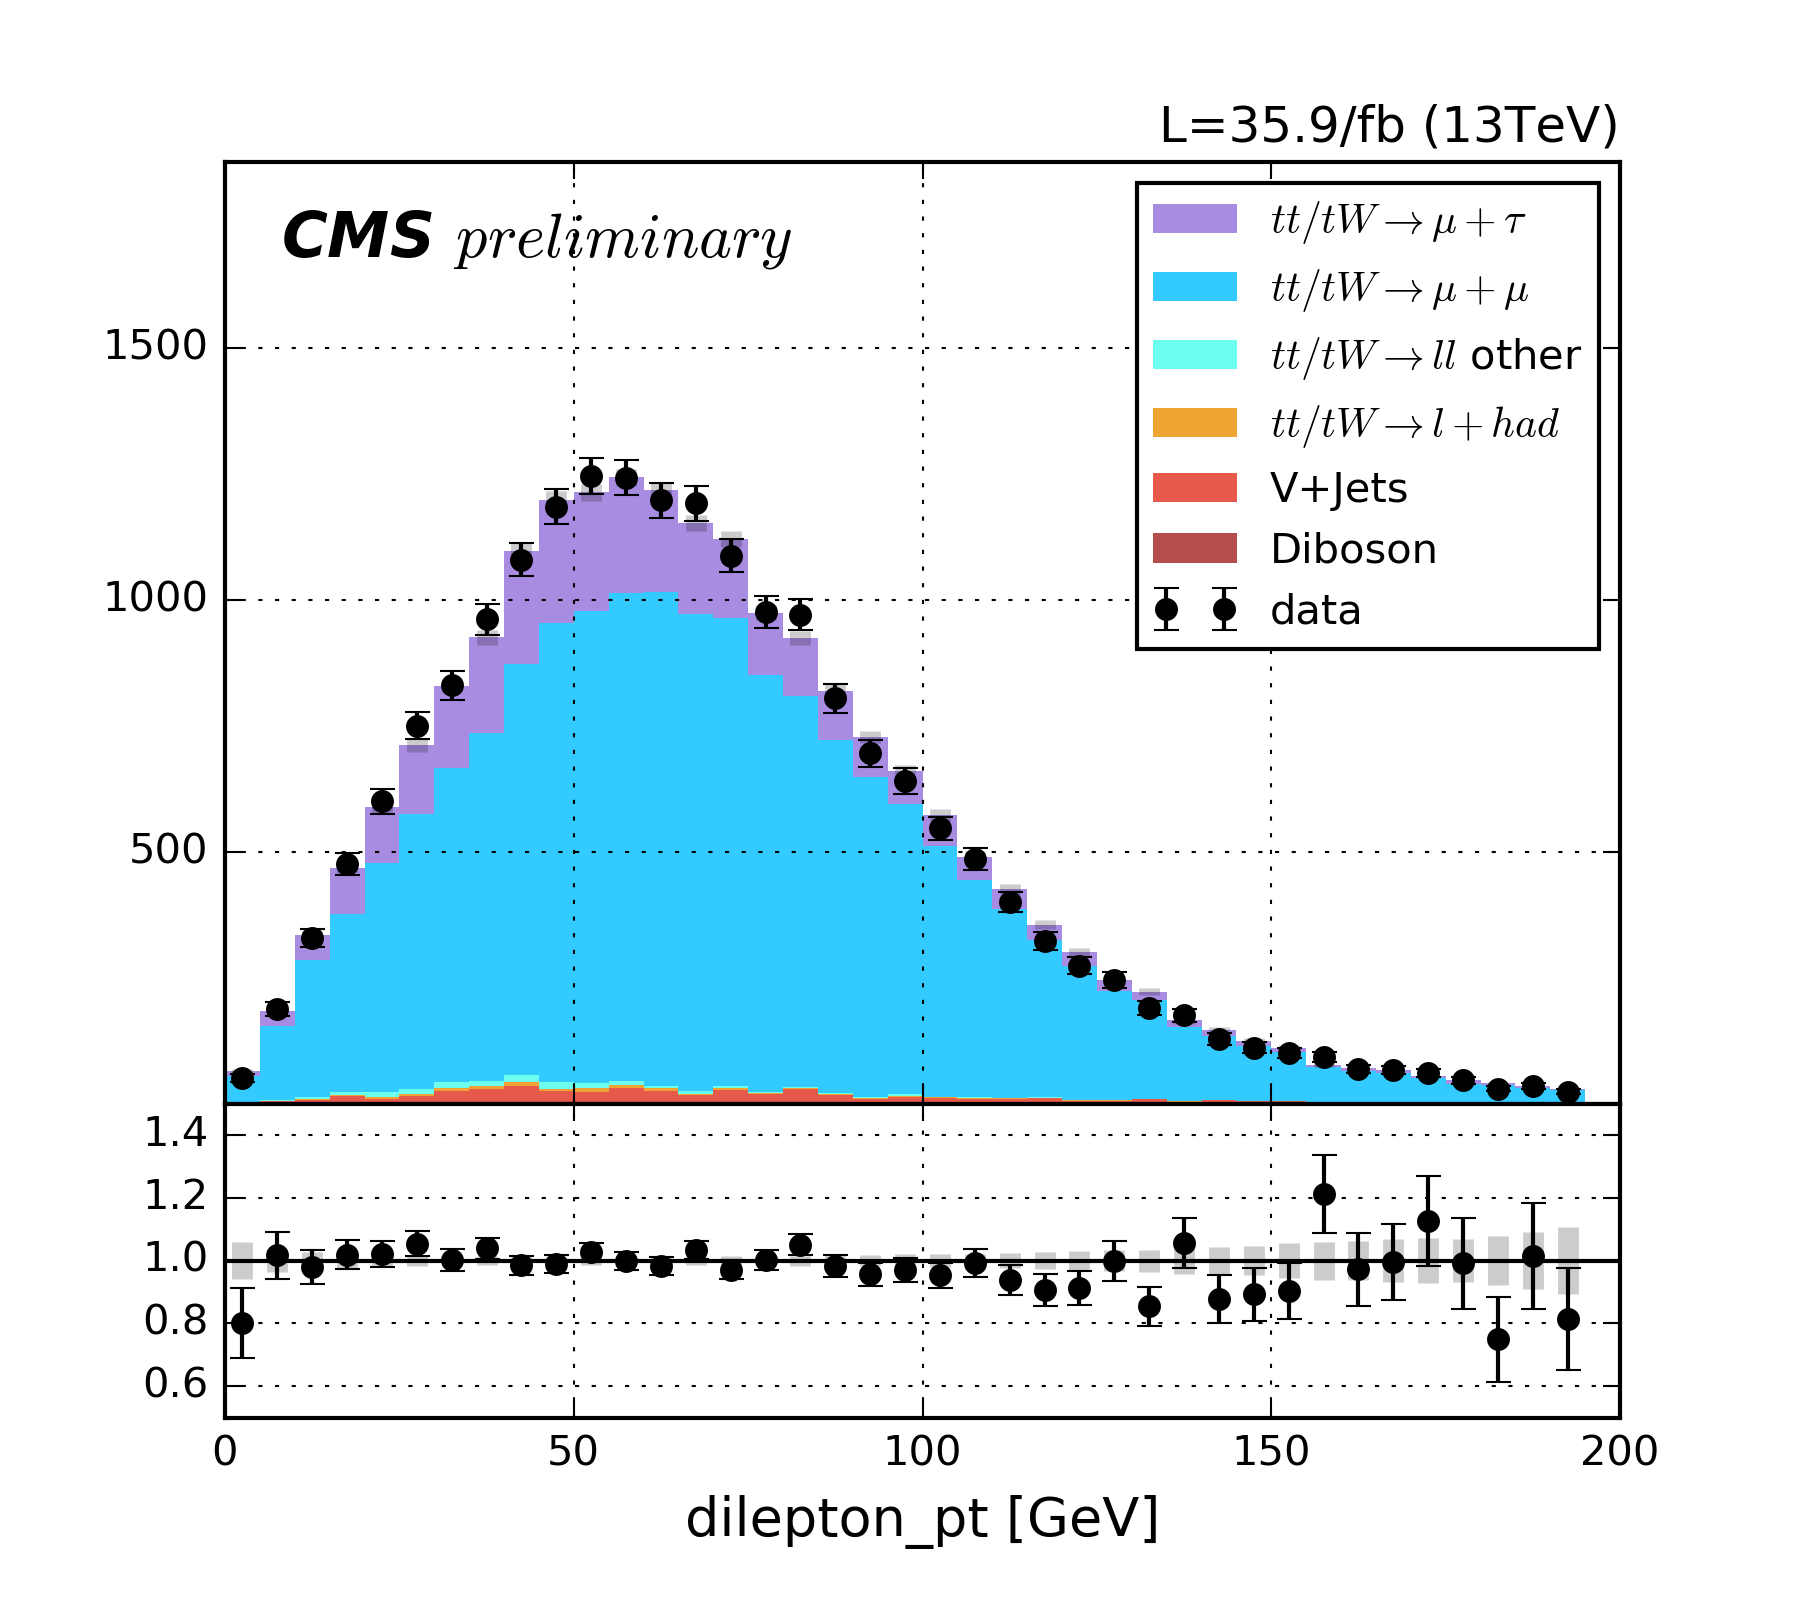 L=35.9/fb (13TeV)
CMS preliminary
tt/tW→μ+τ
tt/tW→μ+μ
tt/tW→ll other
tt/tW→l+had
V+Jets
Diboson
data
1500
1000
500
1.4
1.2
1.0
0.8
0.6
0 50 100 150 200
dilepton_pt [GeV]